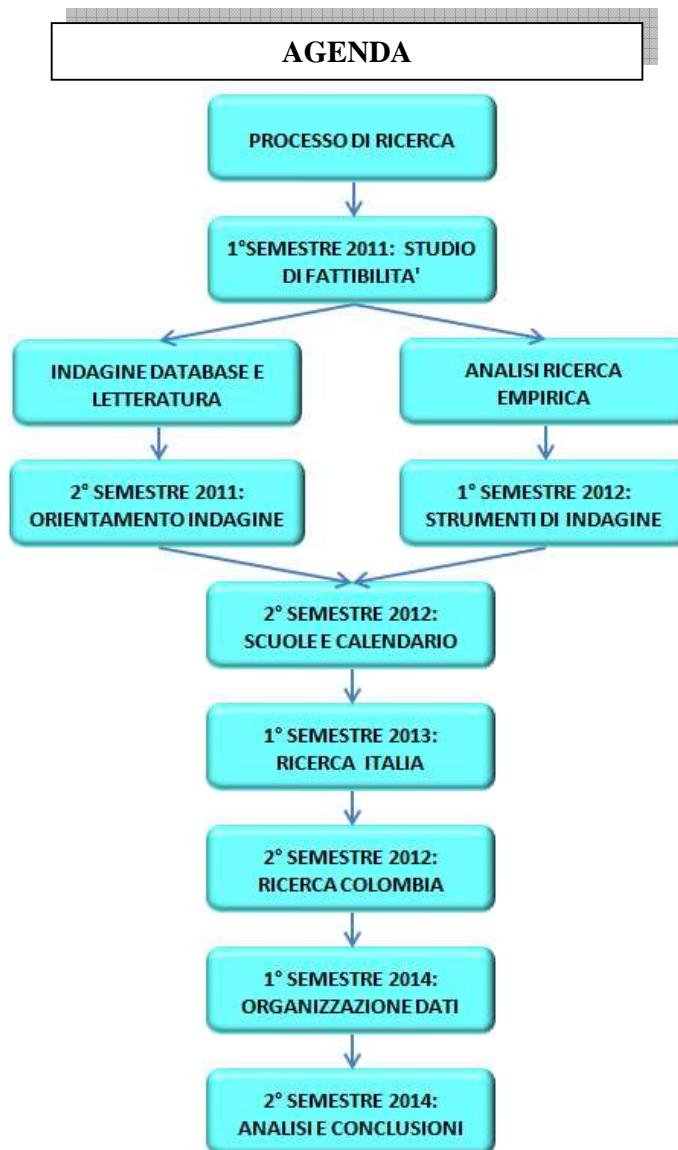 AGENDA
PROCESSO DI RICERCA
1°SEMESTRE 2011: STUDIO
DI FATTIBILITA'
INDAGINE DATABASE E
LETTERATURA
ANALISI RICERCA
EMPIRICA
2° SEMESTRE 2011:
ORIENTAMENTO INDAGINE
1° SEMESTRE 2012:
STRUMENTI DI INDAGINE
2° SEMESTRE 2012:
SCUOLE E CALENDARIO
1° SEMESTRE 2013:
RICERCA ITALIA
2° SEMESTRE 2012:
RICERCA COLOMBIA
1° SEMESTRE 2014:
ORGANIZZAZIONE DATI
2° SEMESTRE 2014:
ANALISI E CONCLUSIONI